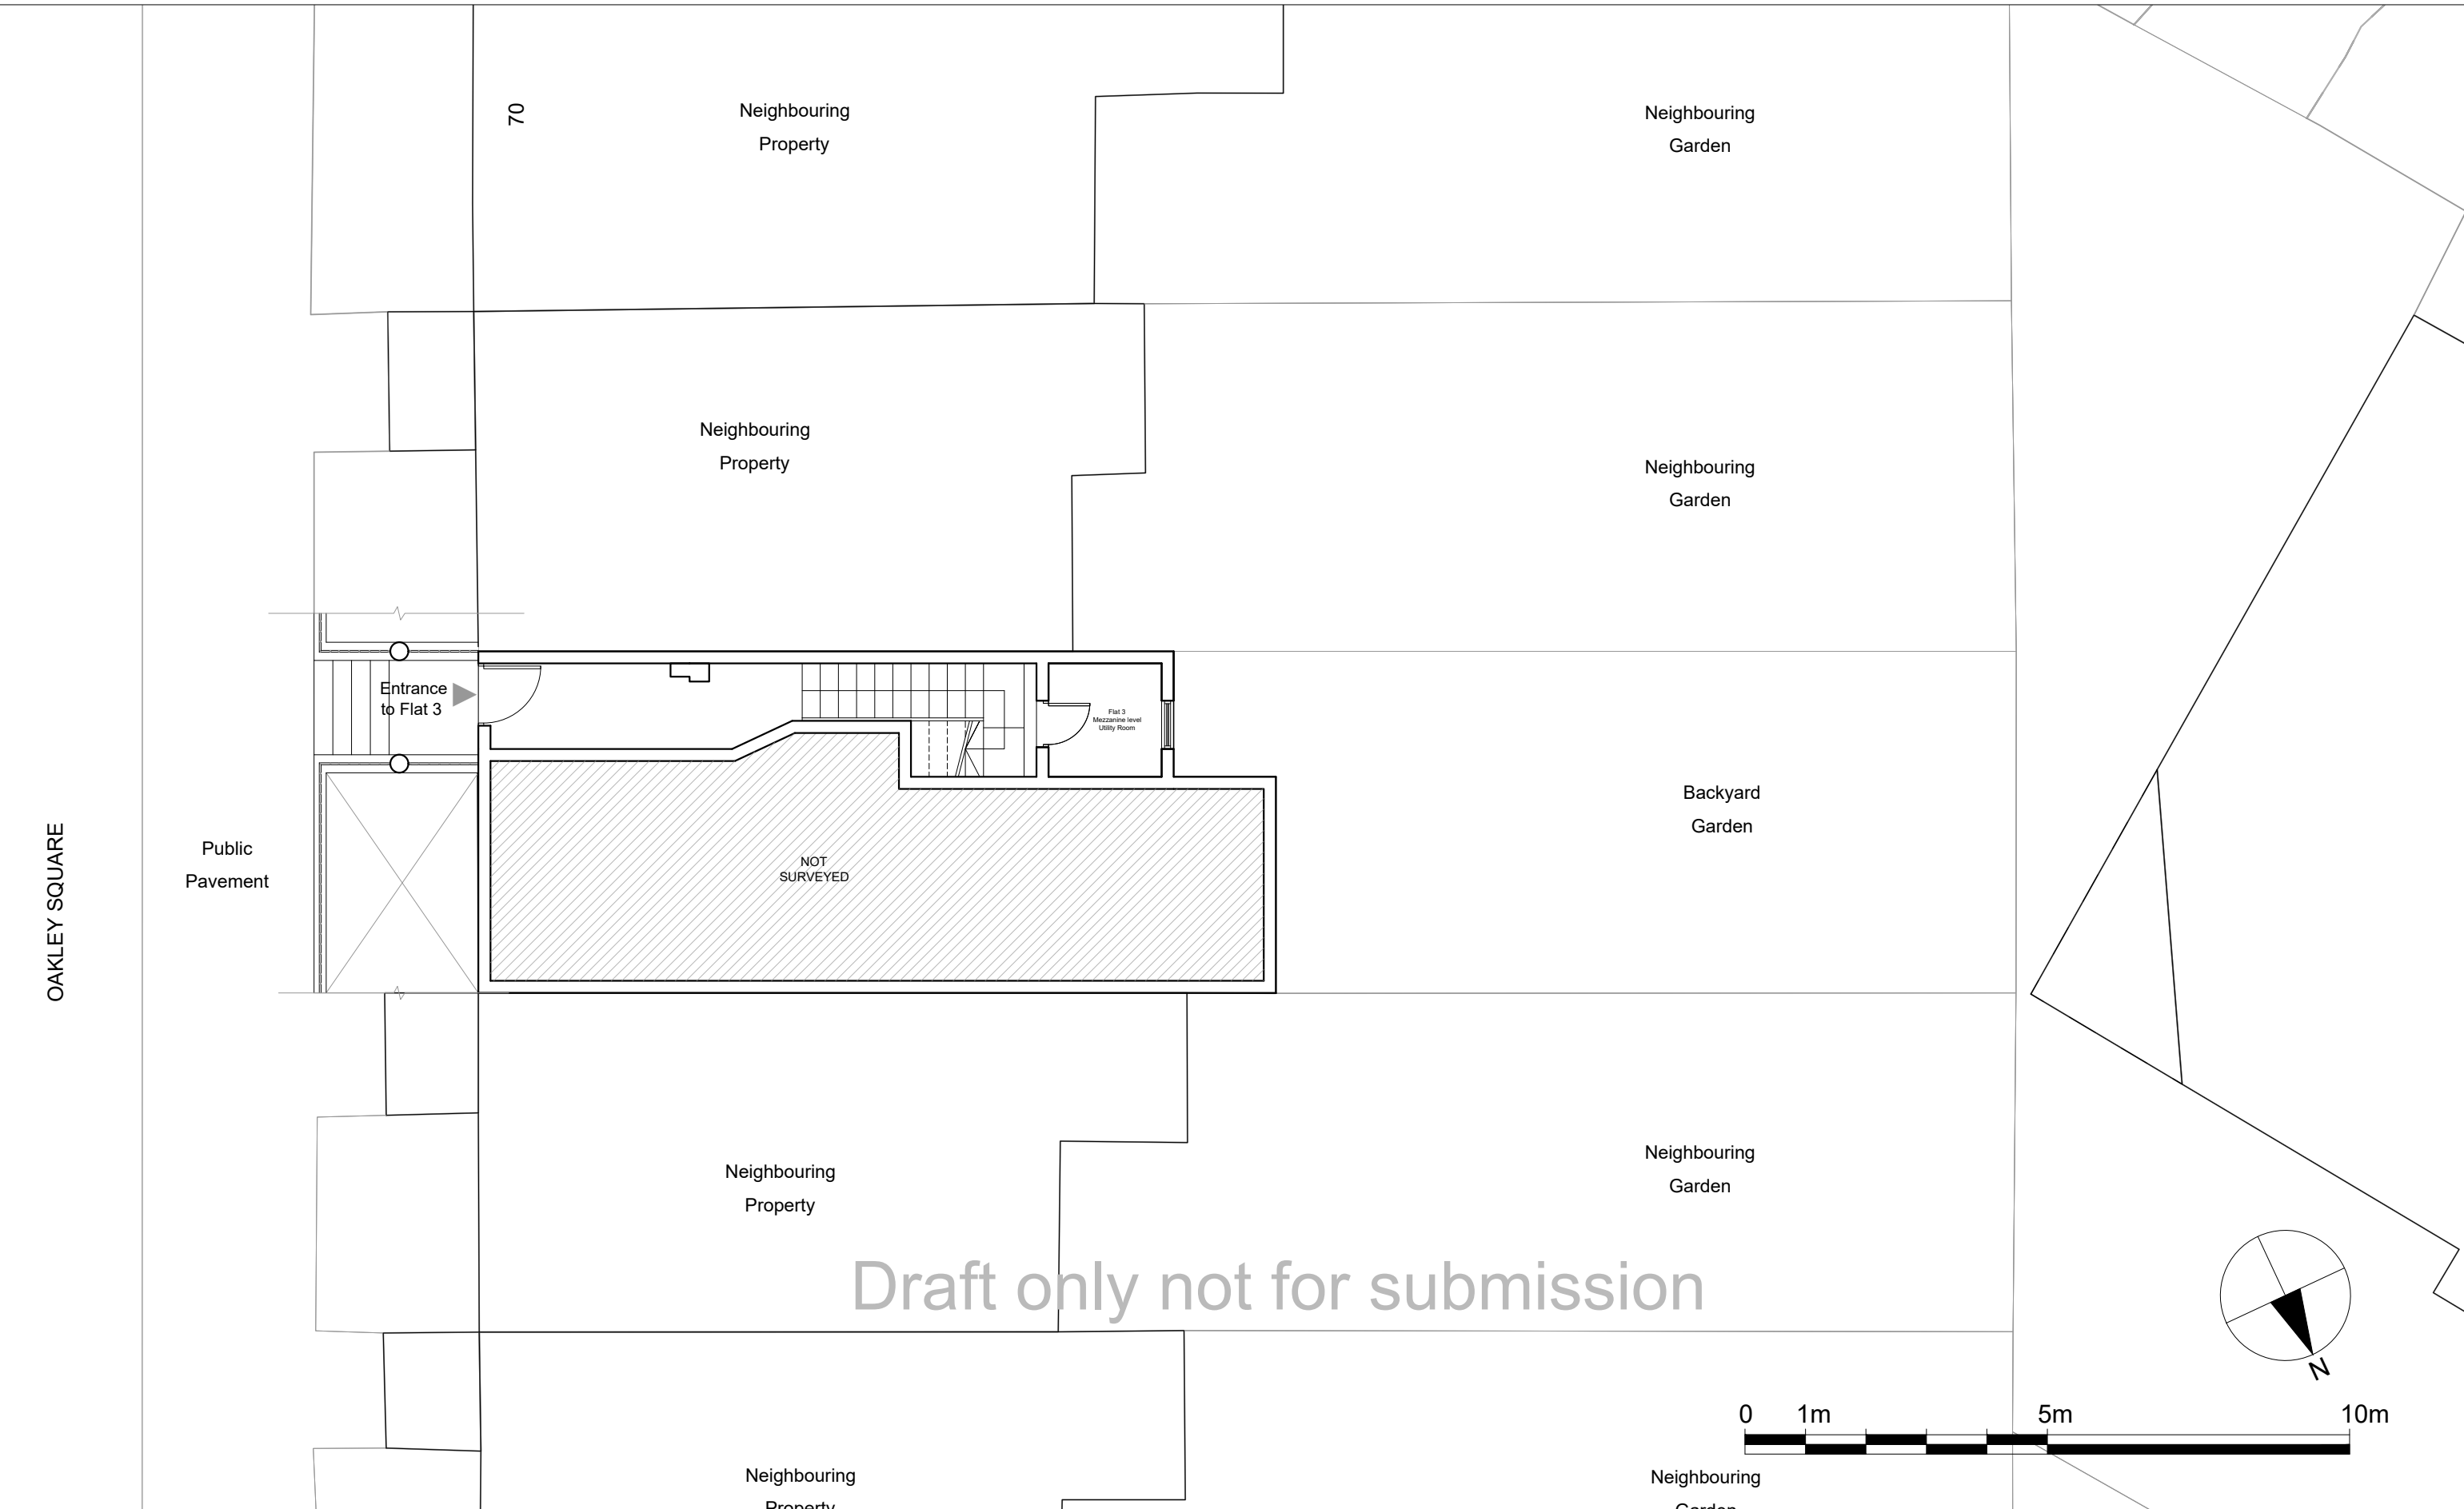 70
Neighbouring
Property
Neighbouring
Garden
Neighbouring
Property
Neighbouring
Garden
Entrance
to Flat 3
Flat 3
Mezzanine level
Utility Room
Backyard
Garden
OAKLEY SQUARE
Public
Pavement
NOT
SURVEYED
Neighbouring
Property
Neighbouring
Garden
Draft only not for submission
N
0 1m 5m 10m
Neighbouring
Property
Neighbouring
Garden